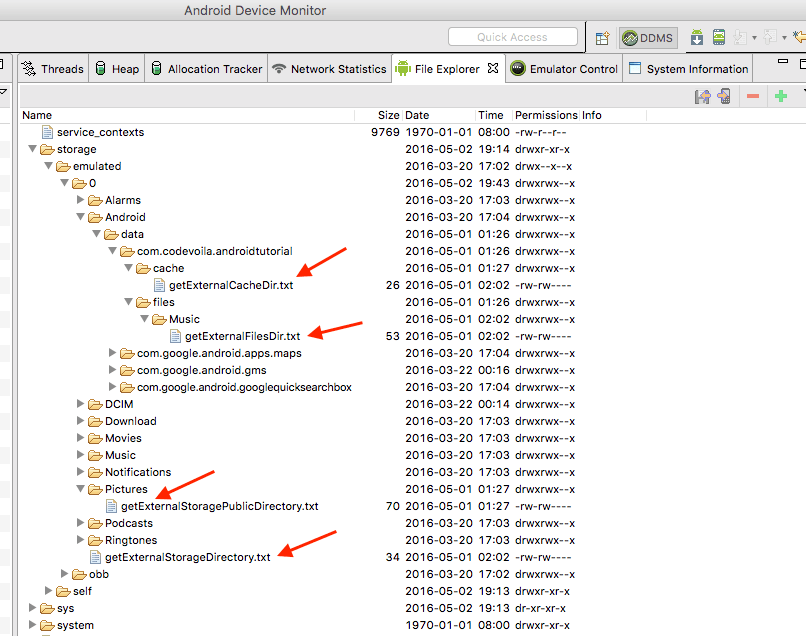 Android Device Monitor
Quick Access DDMS
Threads Heap Allocation Tracker Network Statistics File Explorer Emulator Control System Information
Name Size Date Time Permissions Info
service_contexts 9769 1970-01-01 08:00 -rw-r--r--
storage 2016-05-02 19:14 drwxr-xr-x
emulated 2016-03-20 17:02 drwx--x--x
0 2016-05-02 19:43 drwxrwx--x
Alarms 2016-03-20 17:03 drwxrwx--x
Android 2016-03-20 17:04 drwxrwx--x
data 2016-05-01 01:26 drwxrwx--x
com.codevoila.androidtutorial 2016-05-01 01:26 drwxrwx--x
cache 2016-05-01 01:27 drwxrwx--x
getExternalCacheDir.txt 26 2016-05-01 02:02 -rw-rw----
files 2016-05-01 01:26 drwxrwx--x
Music 2016-05-01 02:02 drwxrwx--x
getExternalFilesDir.txt 53 2016-05-01 02:02 -rw-rw----
com.google.android.apps.maps 2016-03-20 17:04 drwxrwx--x
com.google.android.gms 2016-03-22 00:16 drwxrwx--x
com.google.android.googlequicksearchbox 2016-03-20 17:04 drwxrwx--x
DCIM 2016-03-22 00:14 drwxrwx--x
Download 2016-03-20 17:03 drwxrwx--x
Movies 2016-03-20 17:03 drwxrwx--x
Music 2016-03-20 17:03 drwxrwx--x
Notifications 2016-03-20 17:03 drwxrwx--x
Pictures 2016-05-01 01:27 drwxrwx--x
getExternalStoragePublicDirectory.txt 70 2016-05-01 01:27 -rw-rw----
Podcasts 2016-03-20 17:03 drwxrwx--x
Ringtones 2016-03-20 17:03 drwxrwx--x
getExternalStorageDirectory.txt 34 2016-05-01 02:02 -rw-rw----
obb 2016-03-20 17:02 drwxrwx--x
self 2016-05-02 19:13 drwxr-xr-x
sys 2016-05-02 19:13 dr-xr-xr-x
system 1970-01-01 08:00 drwxr-xr-x